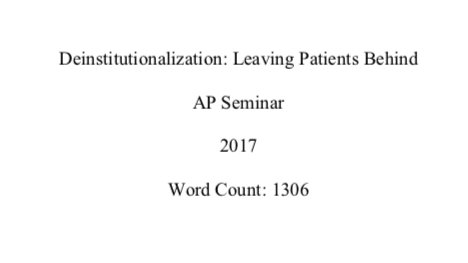 Deinstitutionalization: Leaving Patients Behind
AP Seminar
2017
Word Count: 1306